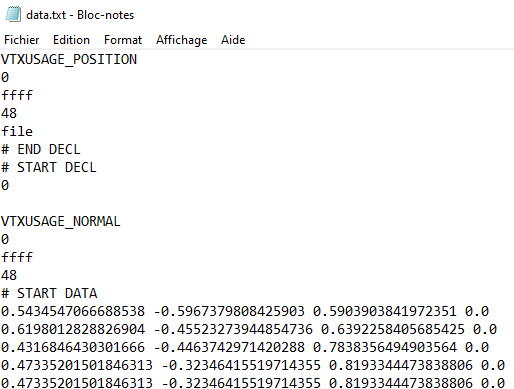 data.txt - Bloc-notes
Fichier Edition Format Affichage Aide
VTXUSAGE_POSITION
0
ffff
48
file
# END DECL
# START DECL
0
VTXUSAGE_NORMAL
0
ffff
48
# START DATA
0.5434547066688538 -0.5967379808425903 0.5903903841972351 0.0
0.6198012828826904 -0.45523273944854736 0.6392258405685425 0.0
0.4316846430301666 -0.4463742971420288 0.7838356494903564 0.0
0.47335201501846313 -0.32346415519714355 0.8193344473838806 0.0
0.47335201501846313 -0.32346415519714355 0.8193344473838806 0.0